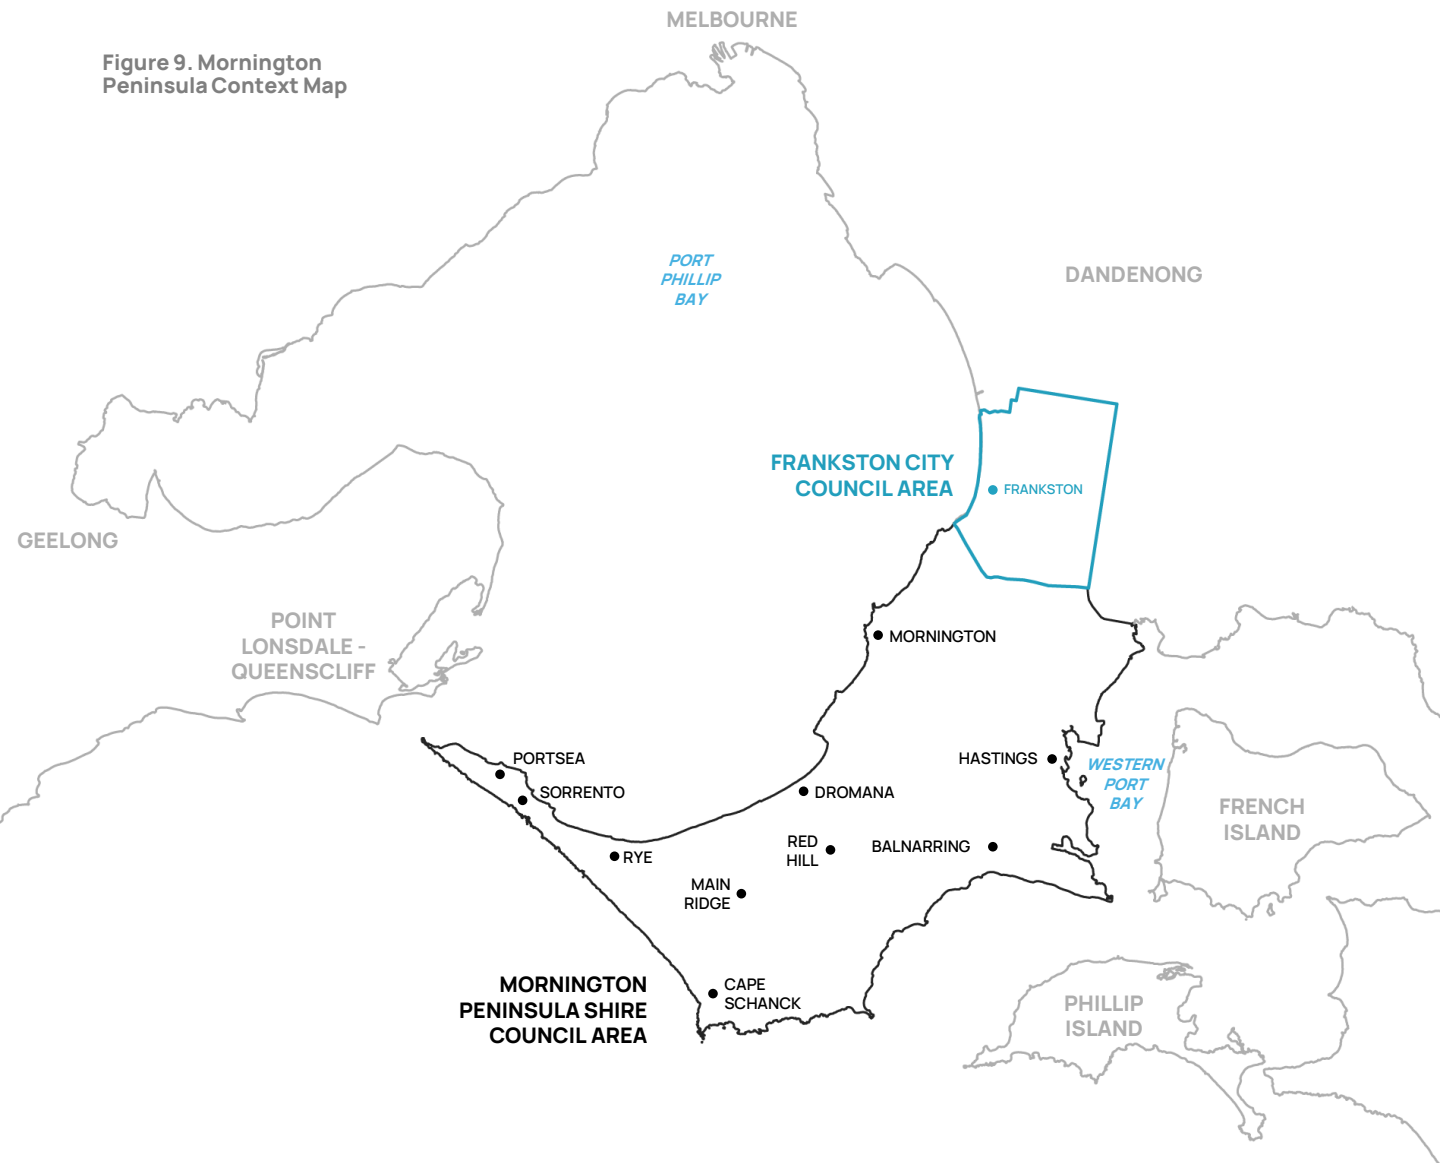 MELBOURNE
Figure 9. Mornington
Peninsula Context Map
PORT
PHILLIP
BAY
DANDENONG
FRANKSTON CITY
COUNCIL AREA
FRANKSTON
GEELONG
POINT
LONSDALE -
QUEENSCLIFF
MORNINGTON
PORTSEA
SORRENTO
HASTINGS
WESTERN
PORT
BAY
DROMANA
FRENCH
ISLAND
RYE
RED
HILL
BALNARRING
MAIN
RIDGE
MORNINGTON
PENINSULA SHIRE
COUNCIL AREA
CAPE
SCHANCK
PHILLIP
ISLAND